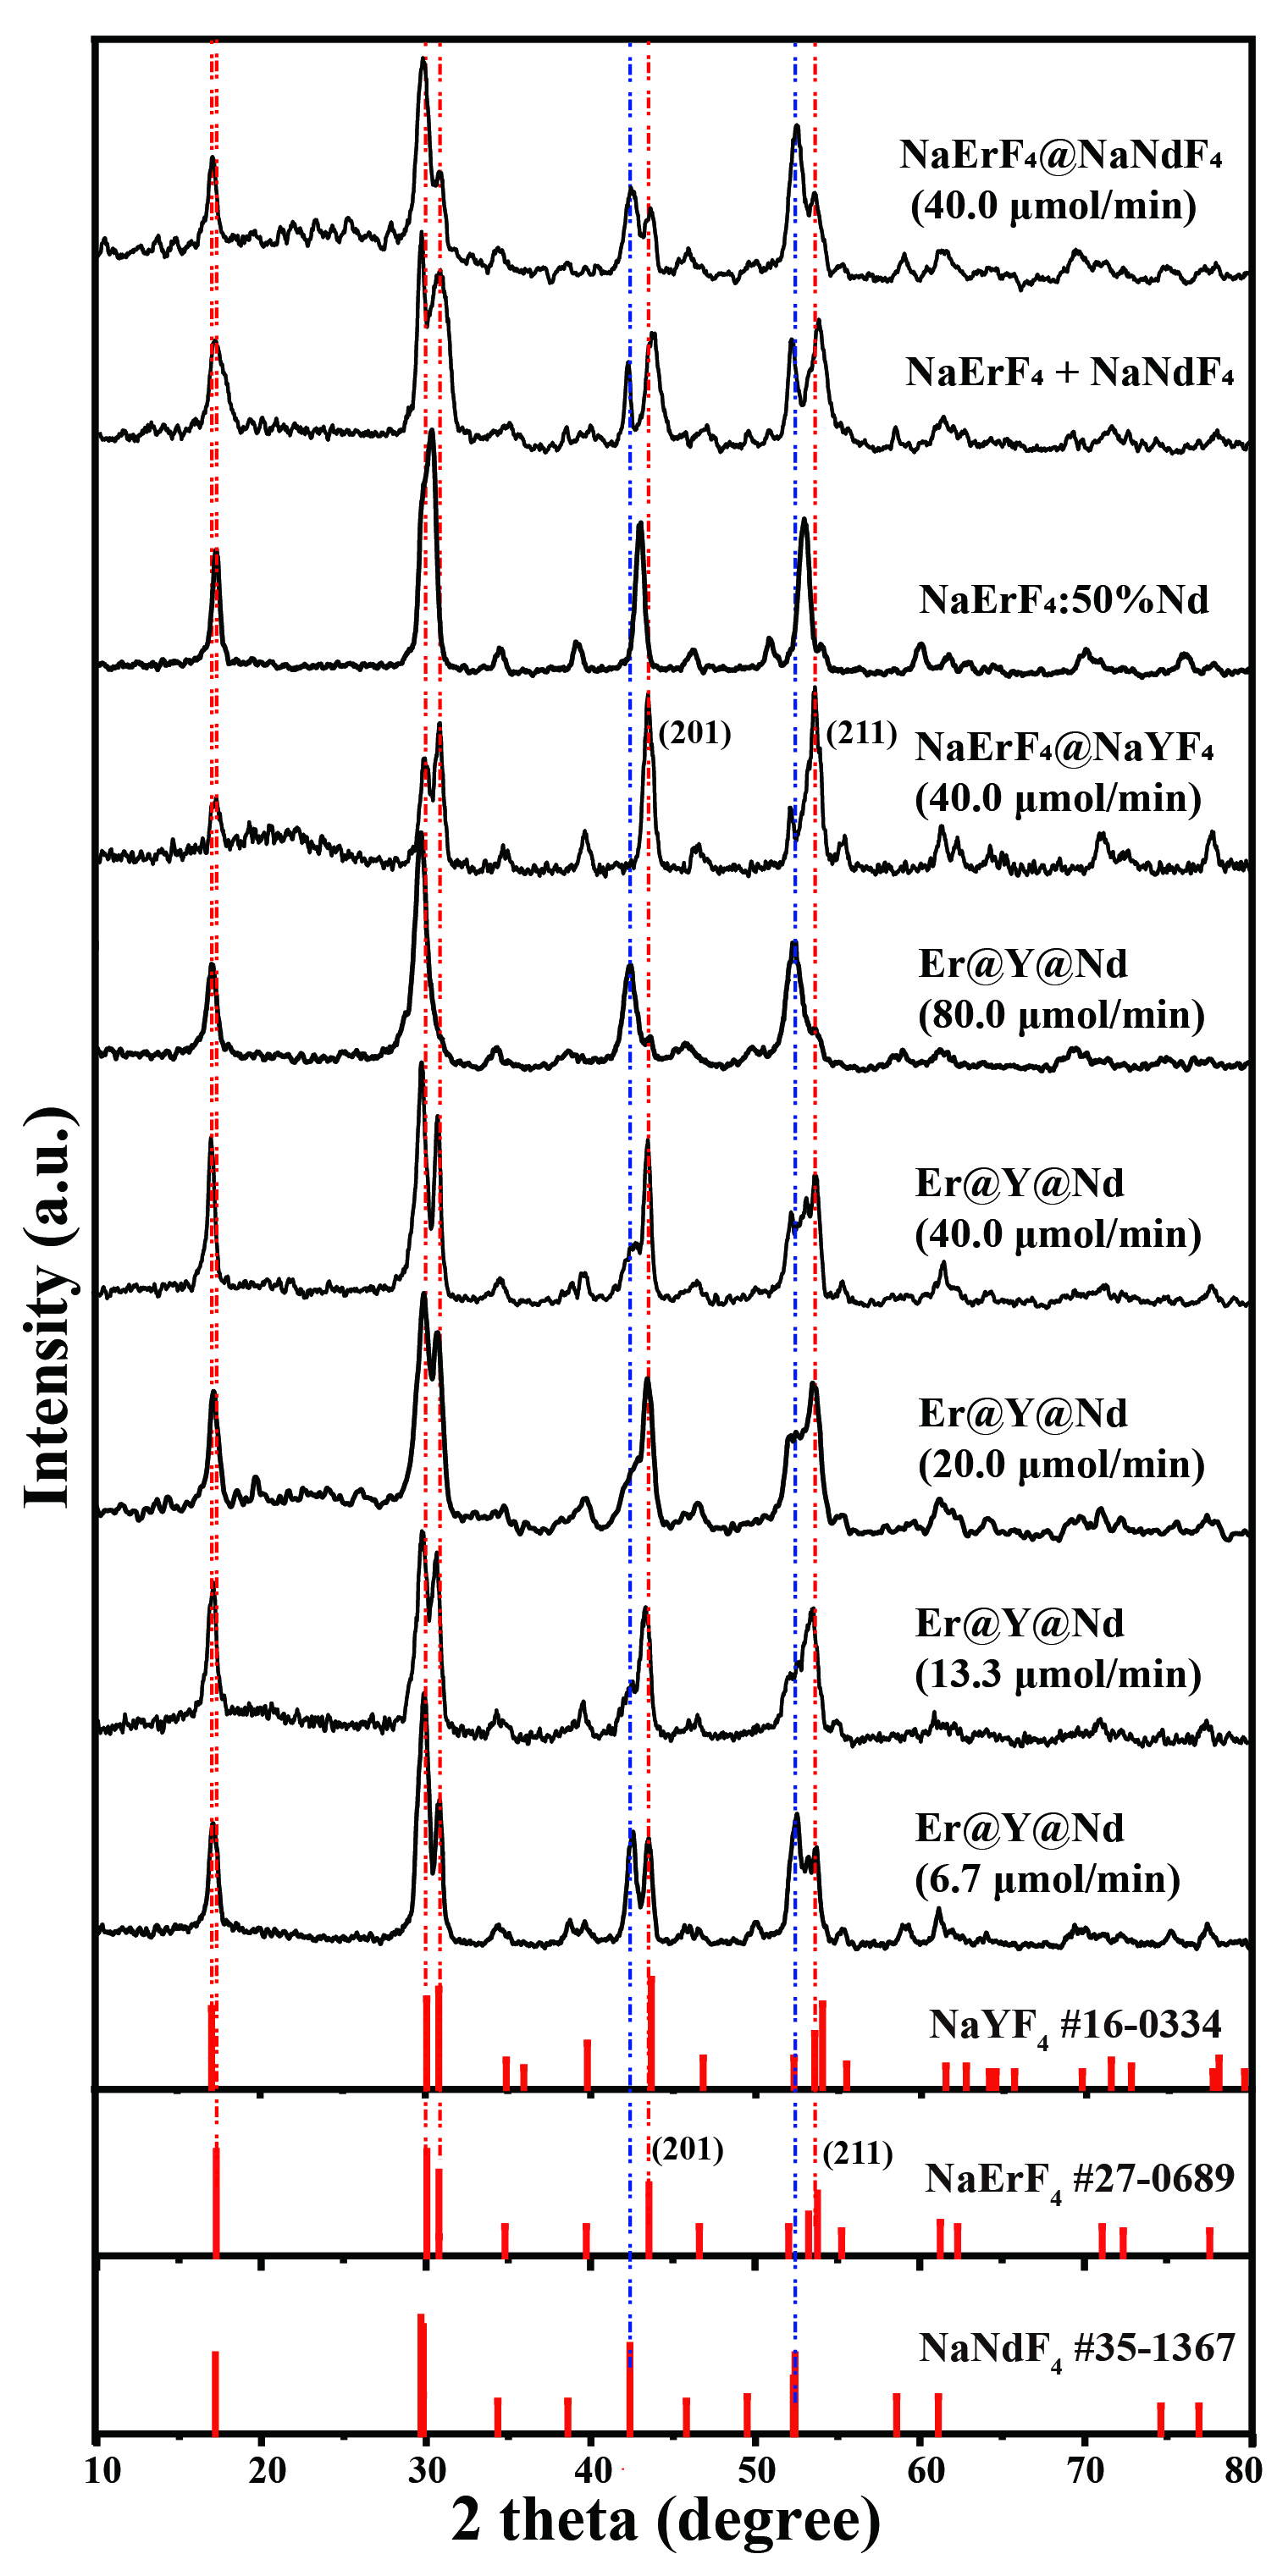 NaErF₄@NaNdF₄
(40.0 μmol/min)
NaErF₄ + NaNdF₄
NaErF₄:50%Nd
(201)
(211)
NaErF₄@NaYF₄
(40.0 μmol/min)
Er@Y@Nd
(80.0 μmol/min)
Er@Y@Nd
(40.0 μmol/min)
Er@Y@Nd
(20.0 μmol/min)
Er@Y@Nd
(13.3 μmol/min)
Er@Y@Nd
(6.7 μmol/min)
NaYF₄ #16-0334
(201)
(211)
NaErF₄ #27-0689
NaNdF₄ #35-1367
Intensity (a.u.)
10 20 30 40 50 60 70 80
2 theta (degree)